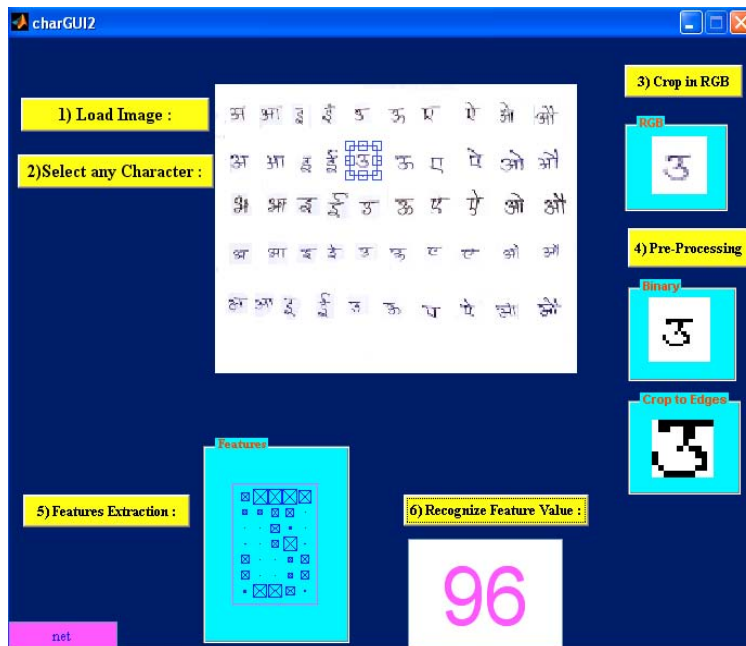 charGUI2
1) Load Image :
2)Select any Character :
अ आ इ ई उ ऊ ए ऐ ओ औ
अ आ इ ई उ ऊ ए ऐ ओ औ
अ आ इ ई उ ऊ ए ऐ ओ औ
अ आ इ ई उ ऊ ए ए ओ औ
अ आ इ ई उ ऊ ए ऐ ओ औ
3) Crop in RGB
RGB
उ
4) Pre-Processing
Binary
उ
Crop to Edges
उ
Features
5) Features Extraction :
6) Recognize Feature Value :
96
net